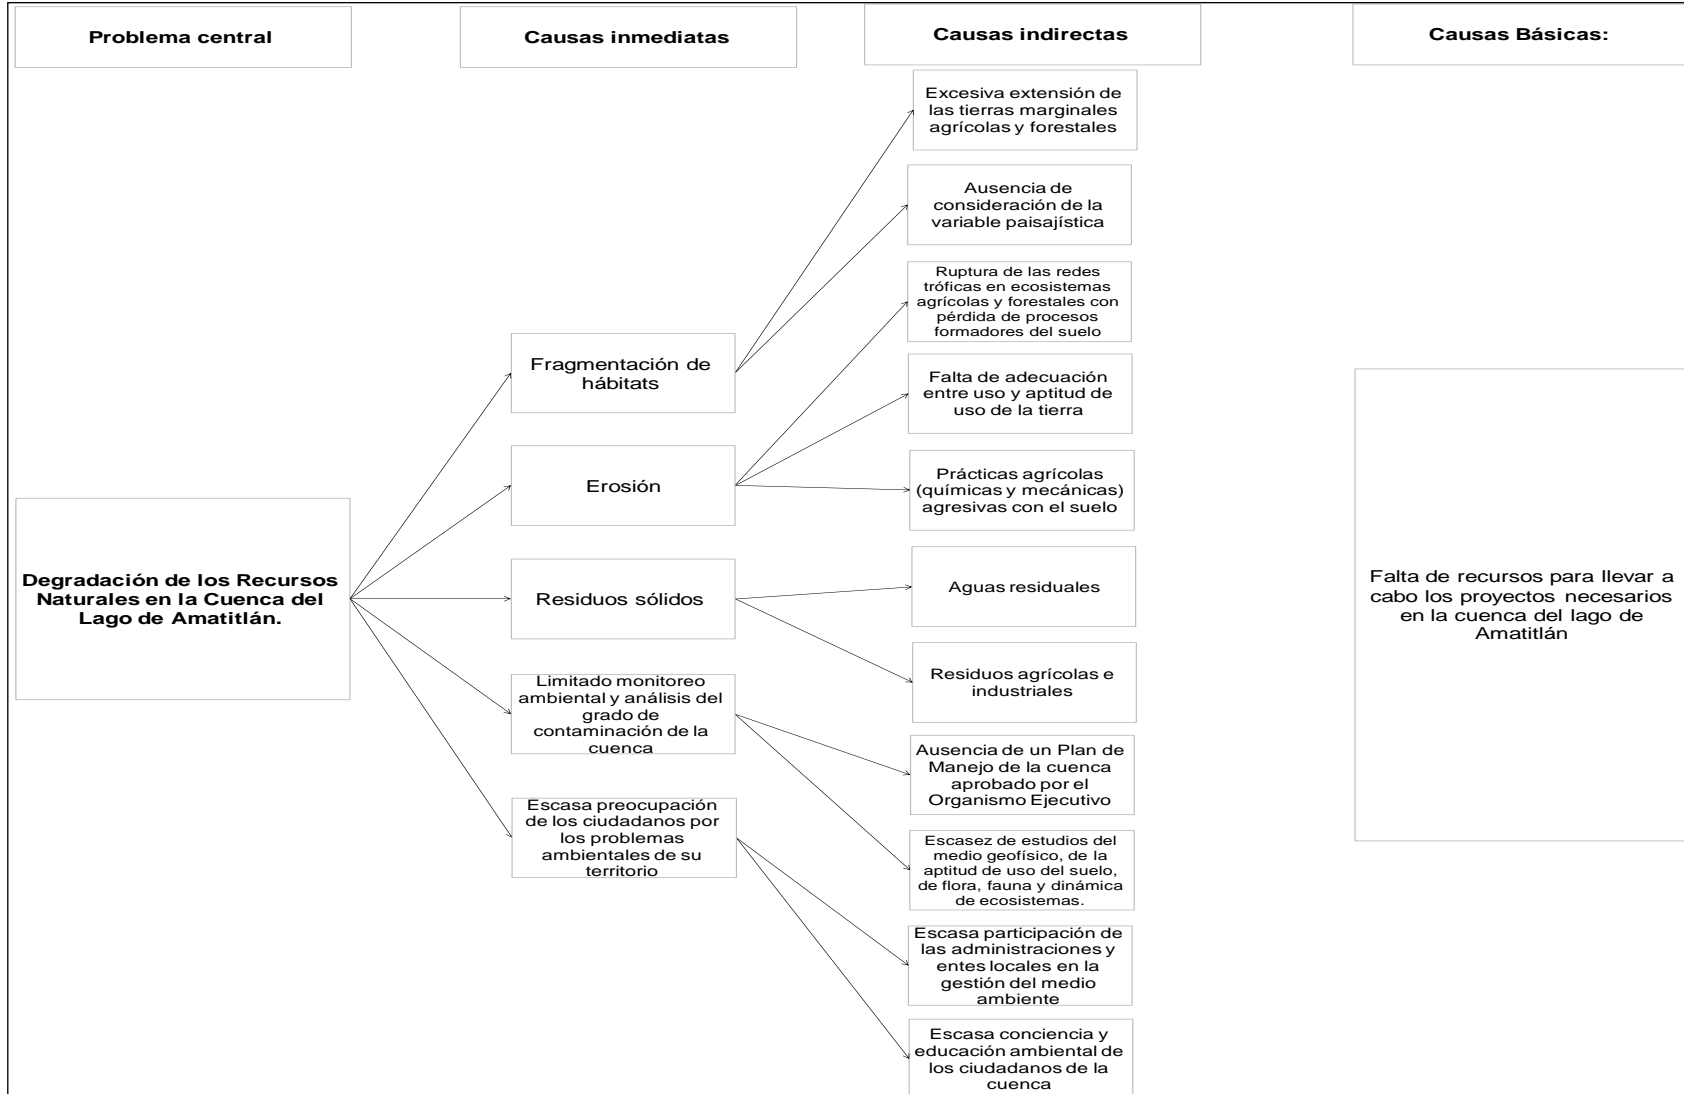 Problema central
Causas inmediatas
Causas indirectas
Causas Básicas:
Degradación de los Recursos
Naturales en la Cuenca del
Lago de Amatitlán.
Fragmentación de
hábitats
Erosión
Residuos sólidos
Limitado monitoreo
ambiental y análisis del
grado de
contaminación de la
cuenca
Escasa preocupación
de los ciudadanos por
los problemas
ambientales de su
territorio
Excesiva extensión de
las tierras marginales
agrícolas y forestales
Ausencia de
consideración de la
variable paisajística
Ruptura de las redes
tróficas en ecosistemas
agrícolas y forestales con
pérdida de procesos
formadores del suelo
Falta de adecuación
entre uso y aptitud de
uso de la tierra
Prácticas agrícolas
(químicas y mecánicas)
agresivas con el suelo
Aguas residuales
Residuos agrícolas e
industriales
Ausencia de un Plan de
Manejo de la cuenca
aprobado por el
Organismo Ejecutivo
Escasez de estudios del
medio geofísico, de la
aptitud de uso del suelo,
de flora, fauna y dinámica
de ecosistemas.
Escasa participación de
las administraciones y
entes locales en la
gestión del medio
ambiente
Escasa conciencia y
educación ambiental de
los ciudadanos de la
cuenca
Falta de recursos para llevar a
cabo los proyectos necesarios
en la cuenca del lago de
Amatitlán